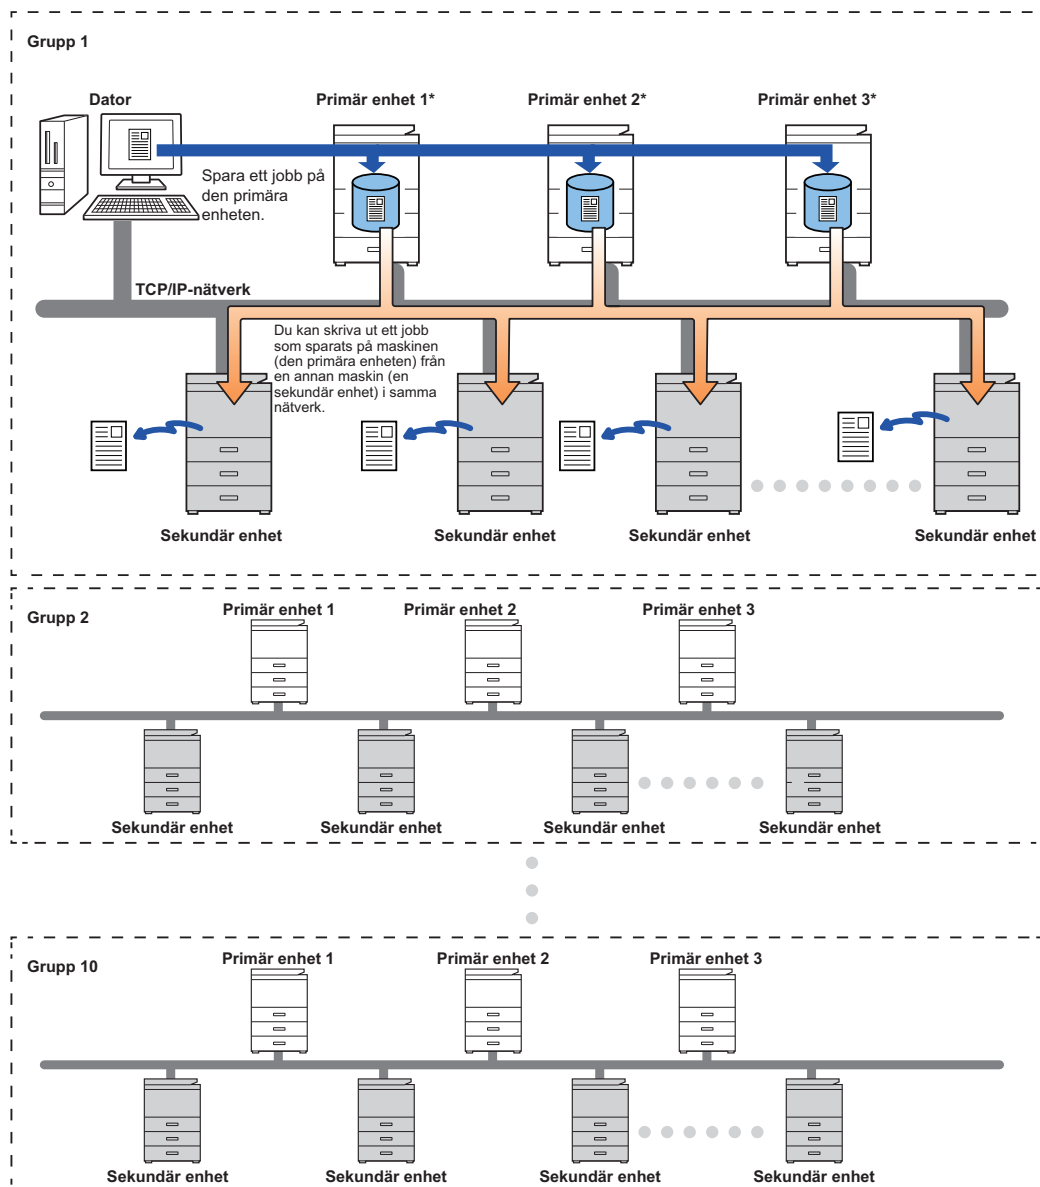 Grupp 1
Dator
Primär enhet 1*
Primär enhet 2*
Primär enhet 3*
Spara ett jobb på
den primära
enheten.
TCP/IP-nätverk
Du kan skriva ut ett jobb
som sparats på maskinen
(den primära enheten) från
en annan maskin (en
sekundär enhet) i samma
nätverk.
Sekundär enhet
Sekundär enhet
Sekundär enhet
Sekundär enhet
Grupp 2
Primär enhet 1
Primär enhet 2
Primär enhet 3
Sekundär enhet
Sekundär enhet
Sekundär enhet
Sekundär enhet
Grupp 10
Primär enhet 1
Primär enhet 2
Primär enhet 3
Sekundär enhet
Sekundär enhet
Sekundär enhet
Sekundär enhet